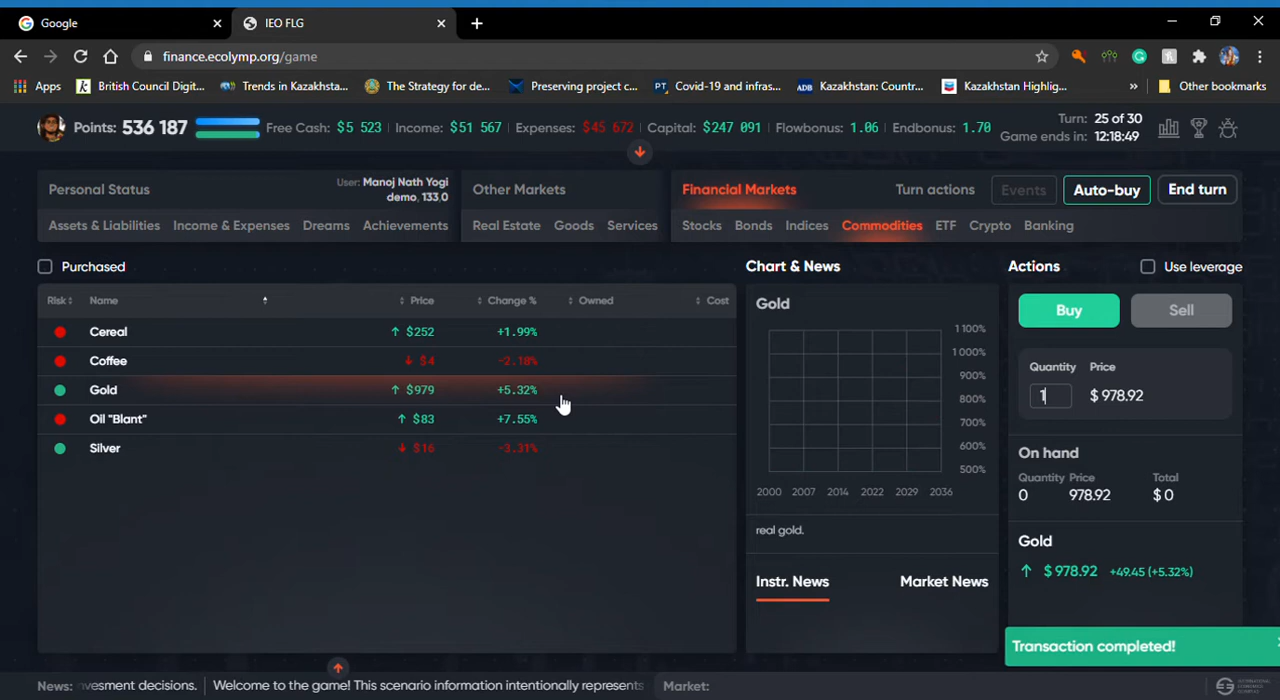 Google
IEO FLG
finance.ecolymp.org/game
Apps British Council Digit... Trends in Kazakhsta... The Strategy for de... Preserving project c... PT Covid-19 and infras... ADB Kazakhstan: Countr... Kazakhstan Highlig... » Other bookmarks
Points: 536 187 Free Cash: $5 523 Income: $51 567 Expenses: $45 672 Capital: $247 091 Flowbonus: 1.06 Endbonus: 1.70
Turn: 25 of 30
Game ends in: 12:18:49
Personal Status User: Manoj Nath Yogi
demo, 133,0
Other Markets Financial Markets Turn actions Events Auto-buy End turn
Assets & Liabilities Income & Expenses Dreams Achievements Real Estate Goods Services Stocks Bonds Indices Commodities ETF Crypto Banking
Purchased
Risk Name Price Change % Owned Cost
Cereal $252 +1.99%
Coffee $4 -2.18%
Gold $979 +5.32%
Oil "Blant" $83 +7.55%
Silver $16 -3.31%
Chart & News
Gold
1 100%
1 000%
900%
800%
700%
600%
500%
2000 2007 2014 2022 2029 2036
real gold.
Instr. News Market News
Actions Use leverage
Buy Sell
Quantity Price
1 $ 978.92
On hand
Quantity Price Total
0 978.92 $ 0
Gold
$ 978.92 +49.45 (+5.32%)
Transaction completed!
News: nvesment decisions. Welcome to the game! This scenario information intentionally represents Market: